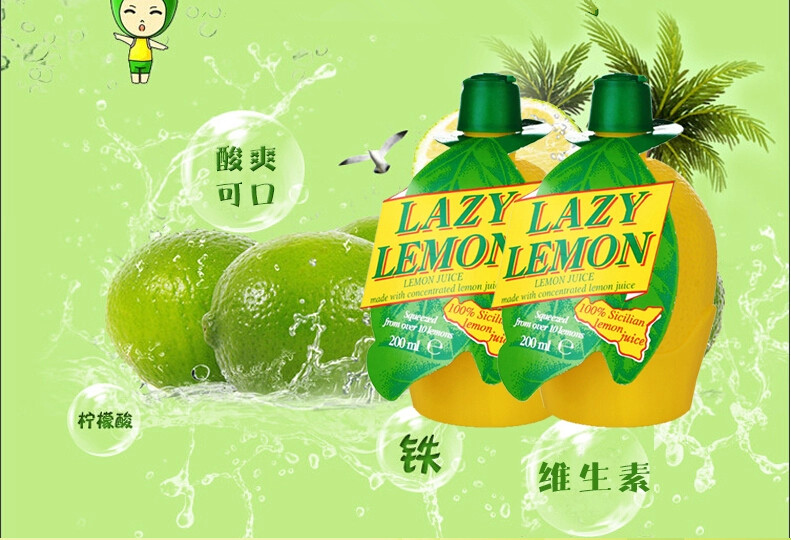 酸爽
可口
LAZY
LEMON
LEMON JUICE
made with concentrated lemon juice
100% Sicilian
lemon
juice
Squeezed
from over 10 lemons
200 ml ℮
LAZY
LEMON
LEMON JUICE
made with concentrated lemon juice
100% Sicilian
lemon
juice
Squeezed
from over 10 lemons
200 ml ℮
柠檬酸
铁
维生素